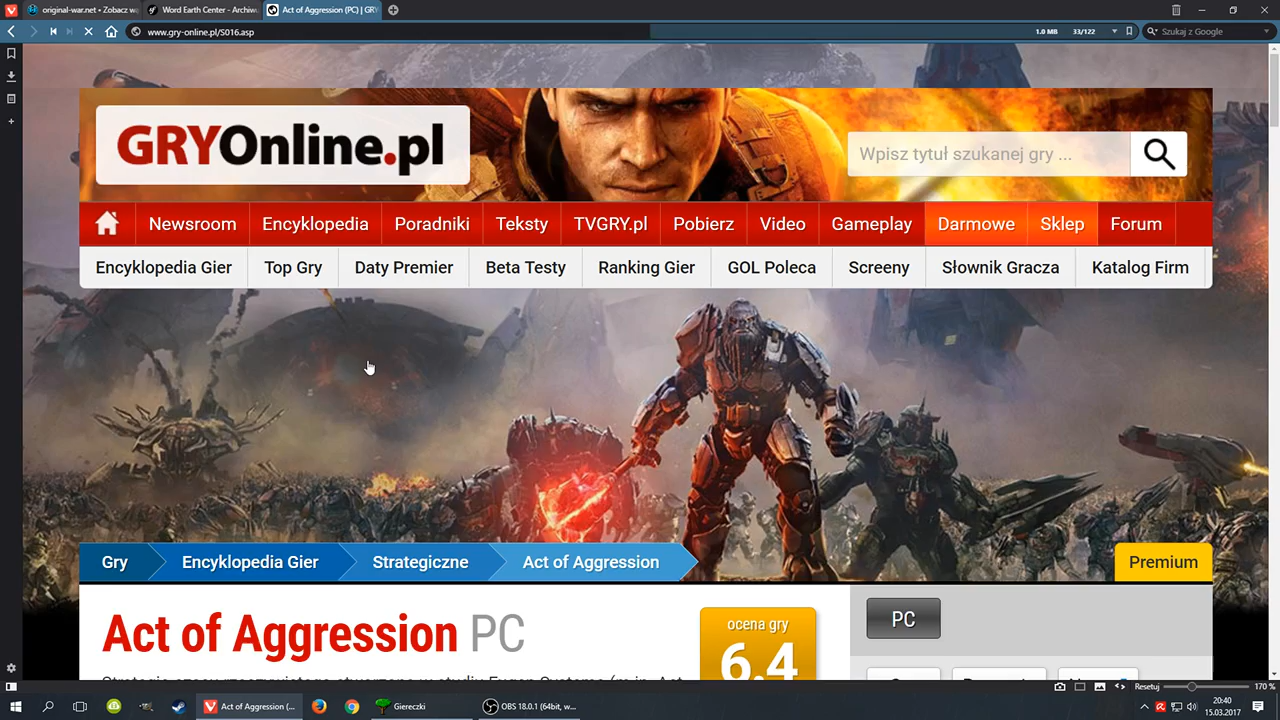 original-war.net • Zobacz w
Word Earth Center - Archiw
Act of Aggression (PC) | GRY
www.gry-online.pl/S016.asp
1.0 MB
33/122
Szukaj z Google
GRYOnline.pl
Wpisz tytuł szukanej gry ...
Newsroom
Encyklopedia
Poradniki
Teksty
TVGRY.pl
Pobierz
Video
Gameplay
Darmowe
Sklep
Forum
Encyklopedia Gier
Top Gry
Daty Premier
Beta Testy
Ranking Gier
GOL Poleca
Screeny
Słownik Gracza
Katalog Firm
Gry
Encyklopedia Gier
Strategiczne
Act of Aggression
Premium
Act of Aggression PC
ocena gry
6.4
PC
Resetuj
170 %
Act of Aggression (...
Giereczki
OBS 18.0.1 (64bit, w...
20:40
15.03.2017